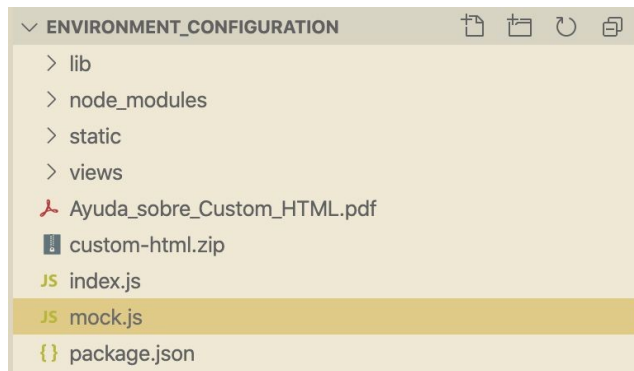 ENVIRONMENT_CONFIGURATION
lib
node_modules
static
views
Ayuda_sobre_Custom_HTML.pdf
custom-html.zip
JS index.js
JS mock.js
{} package.json